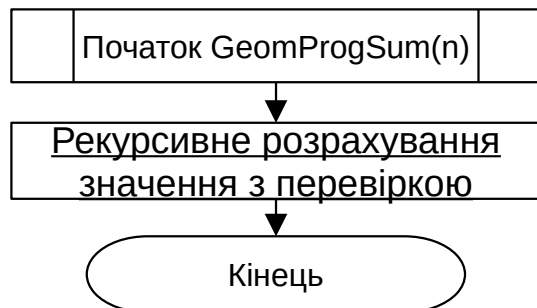 Початок GeomProgSum(n)
Рекурсивне розрахування
значення з перевіркою
Кінець